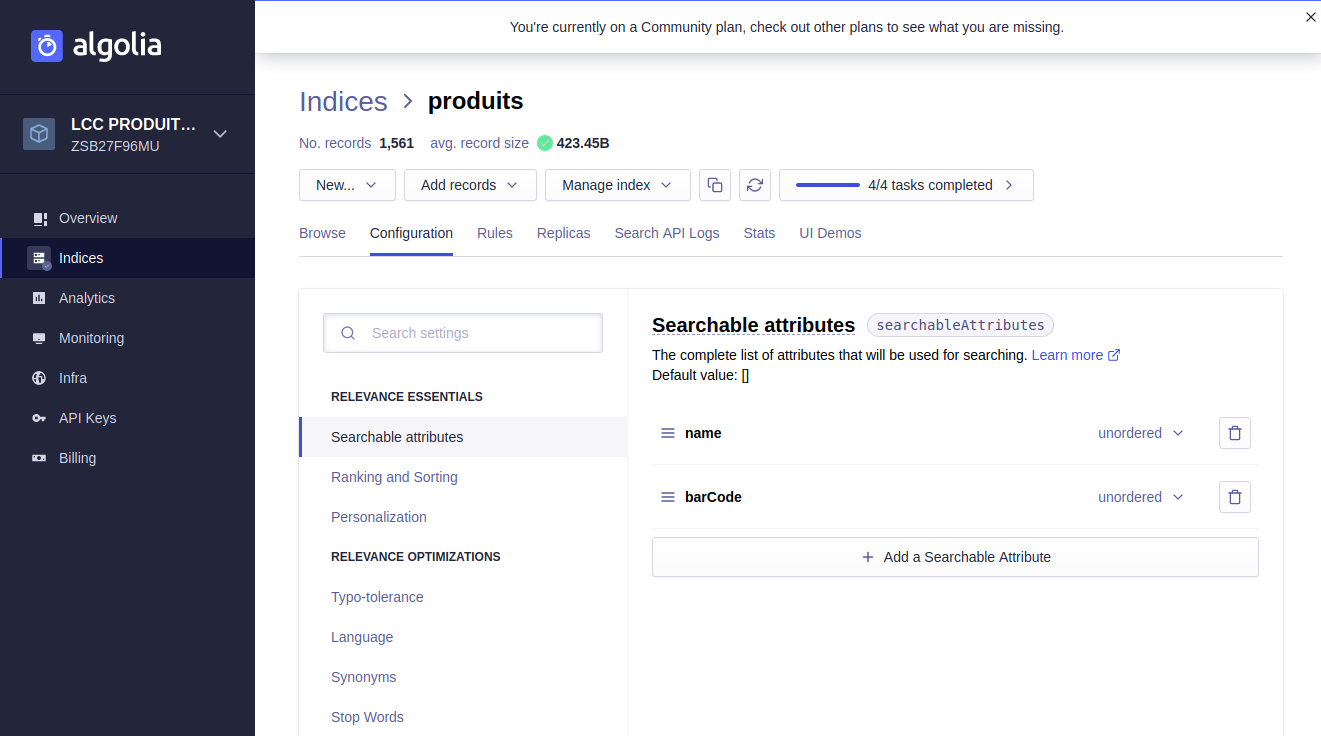 You're currently on a Community plan, check out other plans to see what you are missing.
algolia
LCC PRODUIT...
ZSB27F96MU
Overview
Indices
Analytics
Monitoring
Infra
API Keys
Billing
Indices > produits
No. records 1,561 avg. record size 423.45B
New... Add records Manage index 4/4 tasks completed
Browse Configuration Rules Replicas Search API Logs Stats UI Demos
Search settings
RELEVANCE ESSENTIALS
Searchable attributes
Ranking and Sorting
Personalization
RELEVANCE OPTIMIZATIONS
Typo-tolerance
Language
Synonyms
Stop Words
Searchable attributes searchableAttributes
The complete list of attributes that will be used for searching. Learn more
Default value: []
name unordered
barCode unordered
+ Add a Searchable Attribute